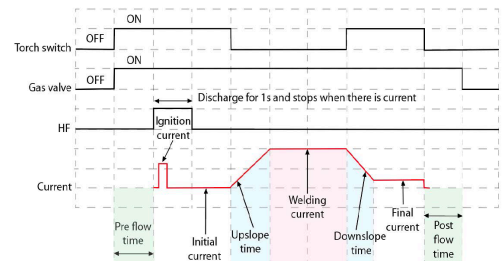 ON
Torch switch
OFF
ON
Gas valve
OFF
Discharge for 1s and stops when there is current
HF
Ignition
current
Current
Pre flow
time
Initial
current
Upslope
time
Welding
current
Downslope
time
Final
current
Post
flow
time